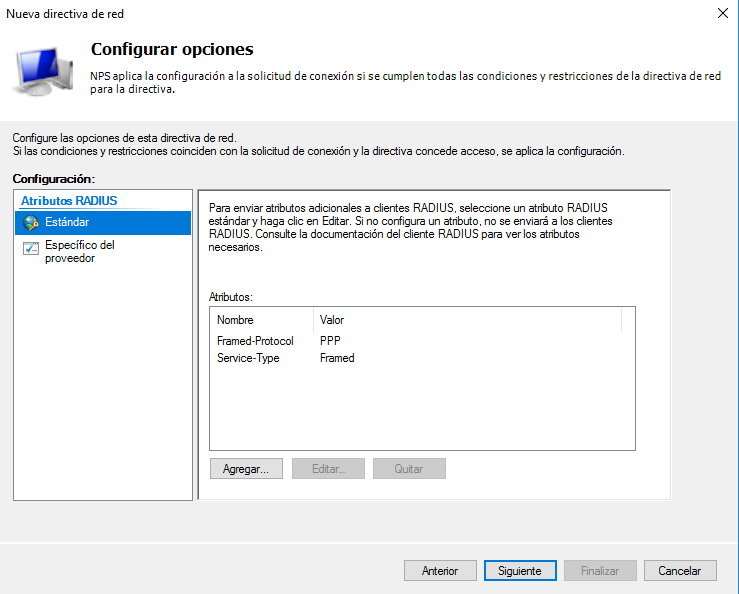 Nueva directiva de red
Configurar opciones
NPS aplica la configuración a la solicitud de conexión si se cumplen todas las condiciones y restricciones de la directiva de red
para la directiva.
Configure las opciones de esta directiva de red.
Si las condiciones y restricciones coinciden con la solicitud de conexión y la directiva concede acceso, se aplica la configuración.
Configuración:
Atributos RADIUS
Estándar
Específico del
proveedor
Para enviar atributos adicionales a clientes RADIUS, seleccione un atributo RADIUS
estándar y haga clic en Editar. Si no configura un atributo, no se enviará a los clientes
RADIUS. Consulte la documentación del cliente RADIUS para ver los atributos
necesarios.
Atributos:
Nombre Valor
Framed-Protocol PPP
Service-Type Framed
Agregar... Editar... Quitar
Anterior Siguiente Finalizar Cancelar